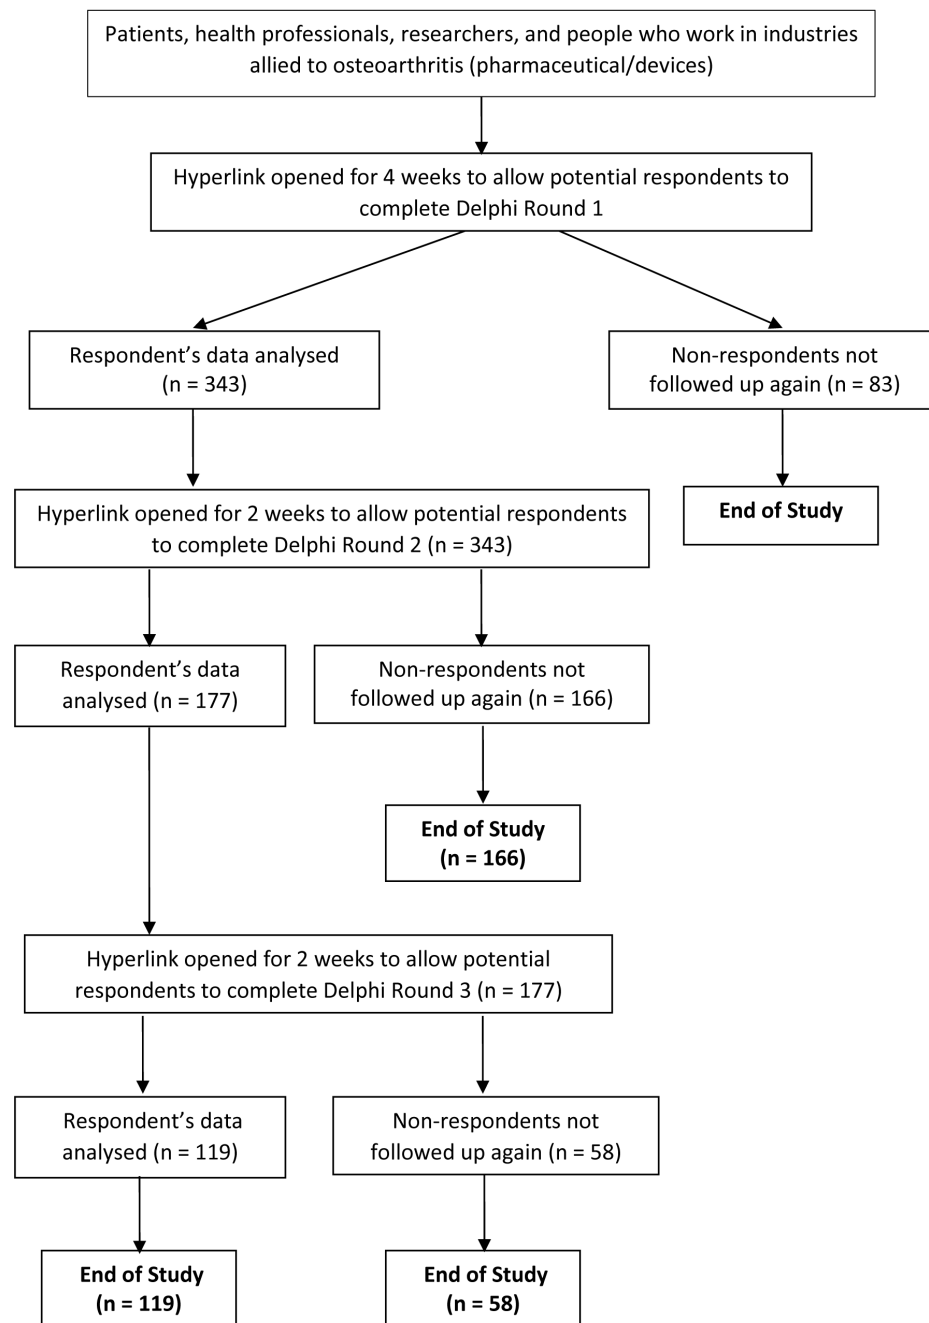 Patients, health professionals, researchers, and people who work in industries
allied to osteoarthritis (pharmaceutical/devices)
Hyperlink opened for 4 weeks to allow potential respondents to
complete Delphi Round 1
Respondent’s data analysed
(n = 343)
Non-respondents not
followed up again (n = 83)
End of Study
Hyperlink opened for 2 weeks to allow potential respondents
to complete Delphi Round 2 (n = 343)
Respondent’s data
analysed (n = 177)
Non-respondents not
followed up again (n = 166)
End of Study
(n = 166)
Hyperlink opened for 2 weeks to allow potential
respondents to complete Delphi Round 3 (n = 177)
Respondent’s data
analysed (n = 119)
Non-respondents not
followed up again (n = 58)
End of Study
(n = 119)
End of Study
(n = 58)